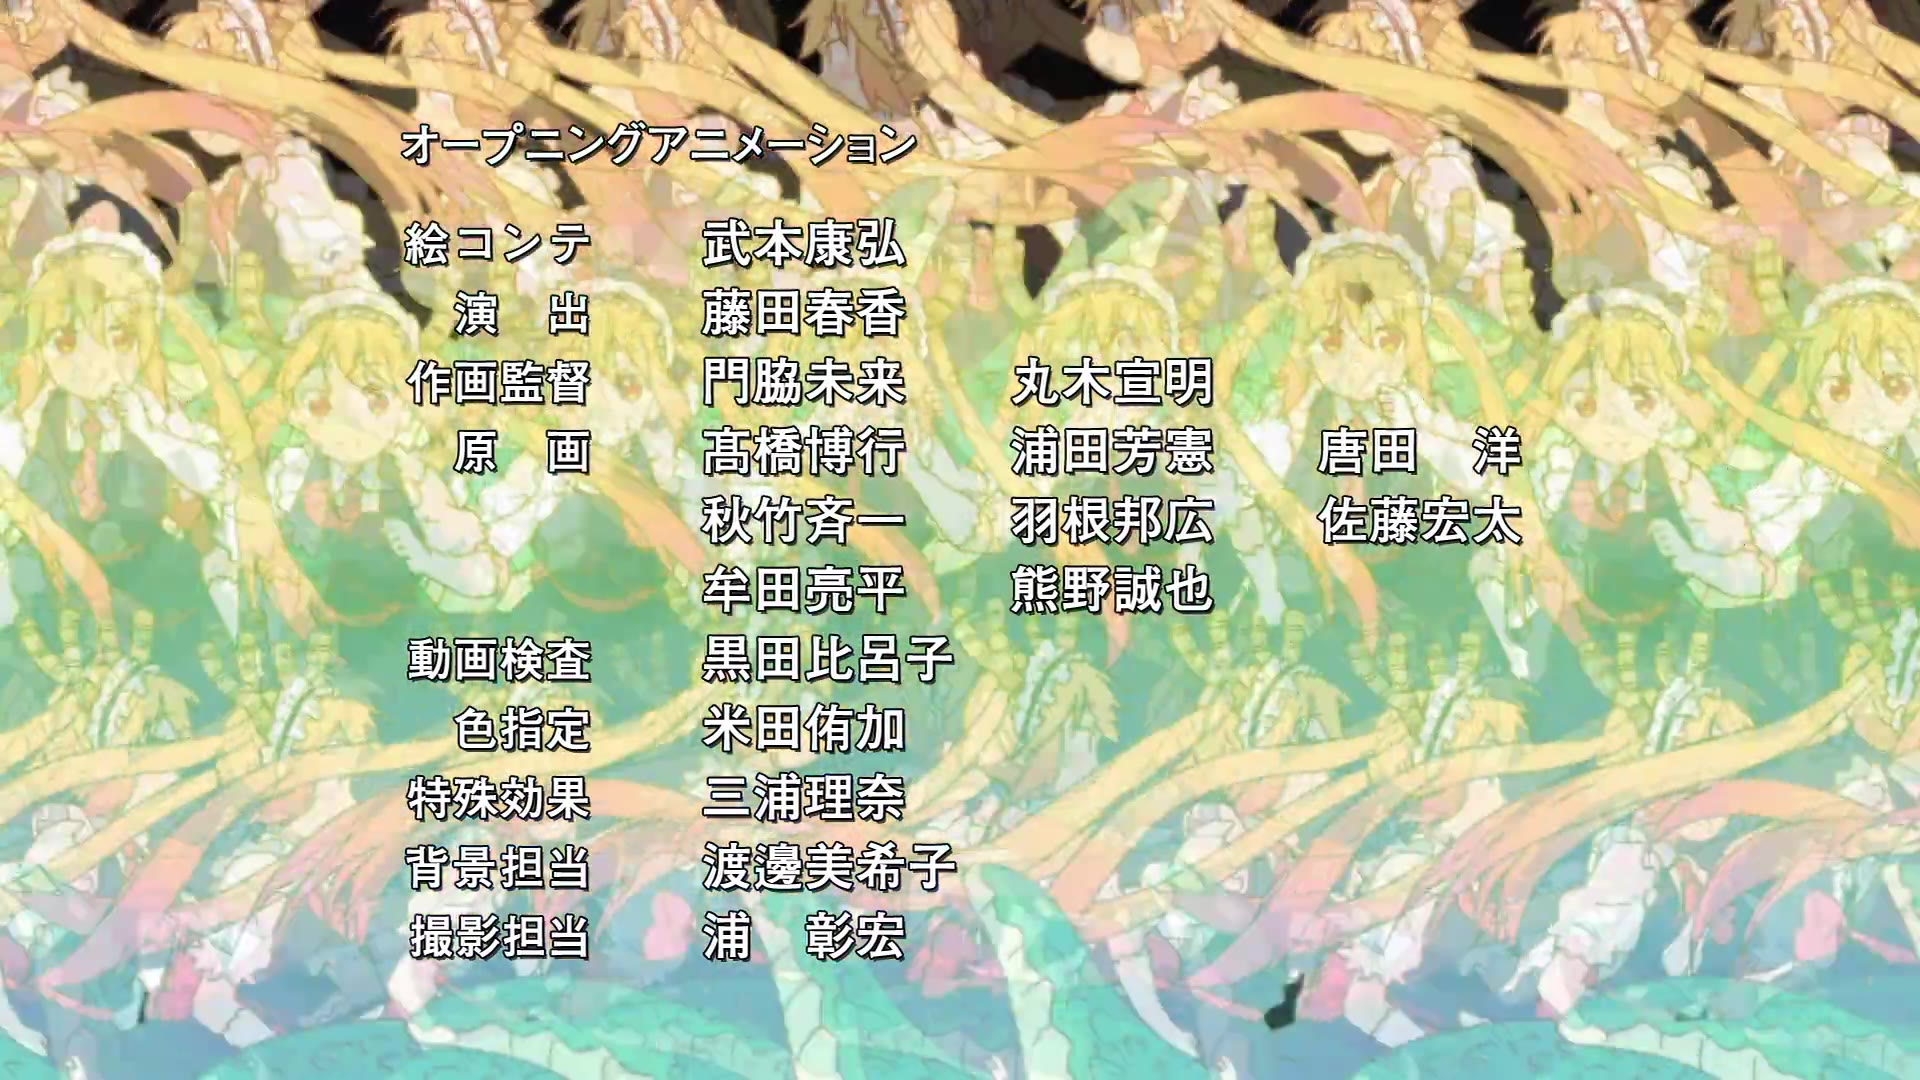 オープニングアニメーション
絵コンテ　武本康弘
演　出　藤田春香
作画監督　門脇未来　丸木宣明
原　画　髙橋博行　浦田芳憲　唐田　洋
秋竹斉一　羽根邦広　佐藤宏太
牟田亮平　熊野誠也
動画検査　黒田比呂子
色指定　米田侑加
特殊効果　三浦理奈
背景担当　渡邊美希子
撮影担当　浦　彰宏